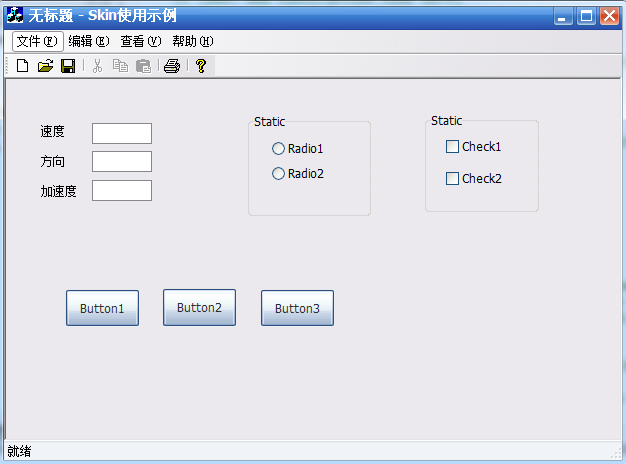 无标题 - Skin使用示例
文件(F) 编辑(E) 查看(V) 帮助(H)
速度
方向
加速度
Static
Radio1
Radio2
Static
Check1
Check2
Button1 Button2 Button3
就绪